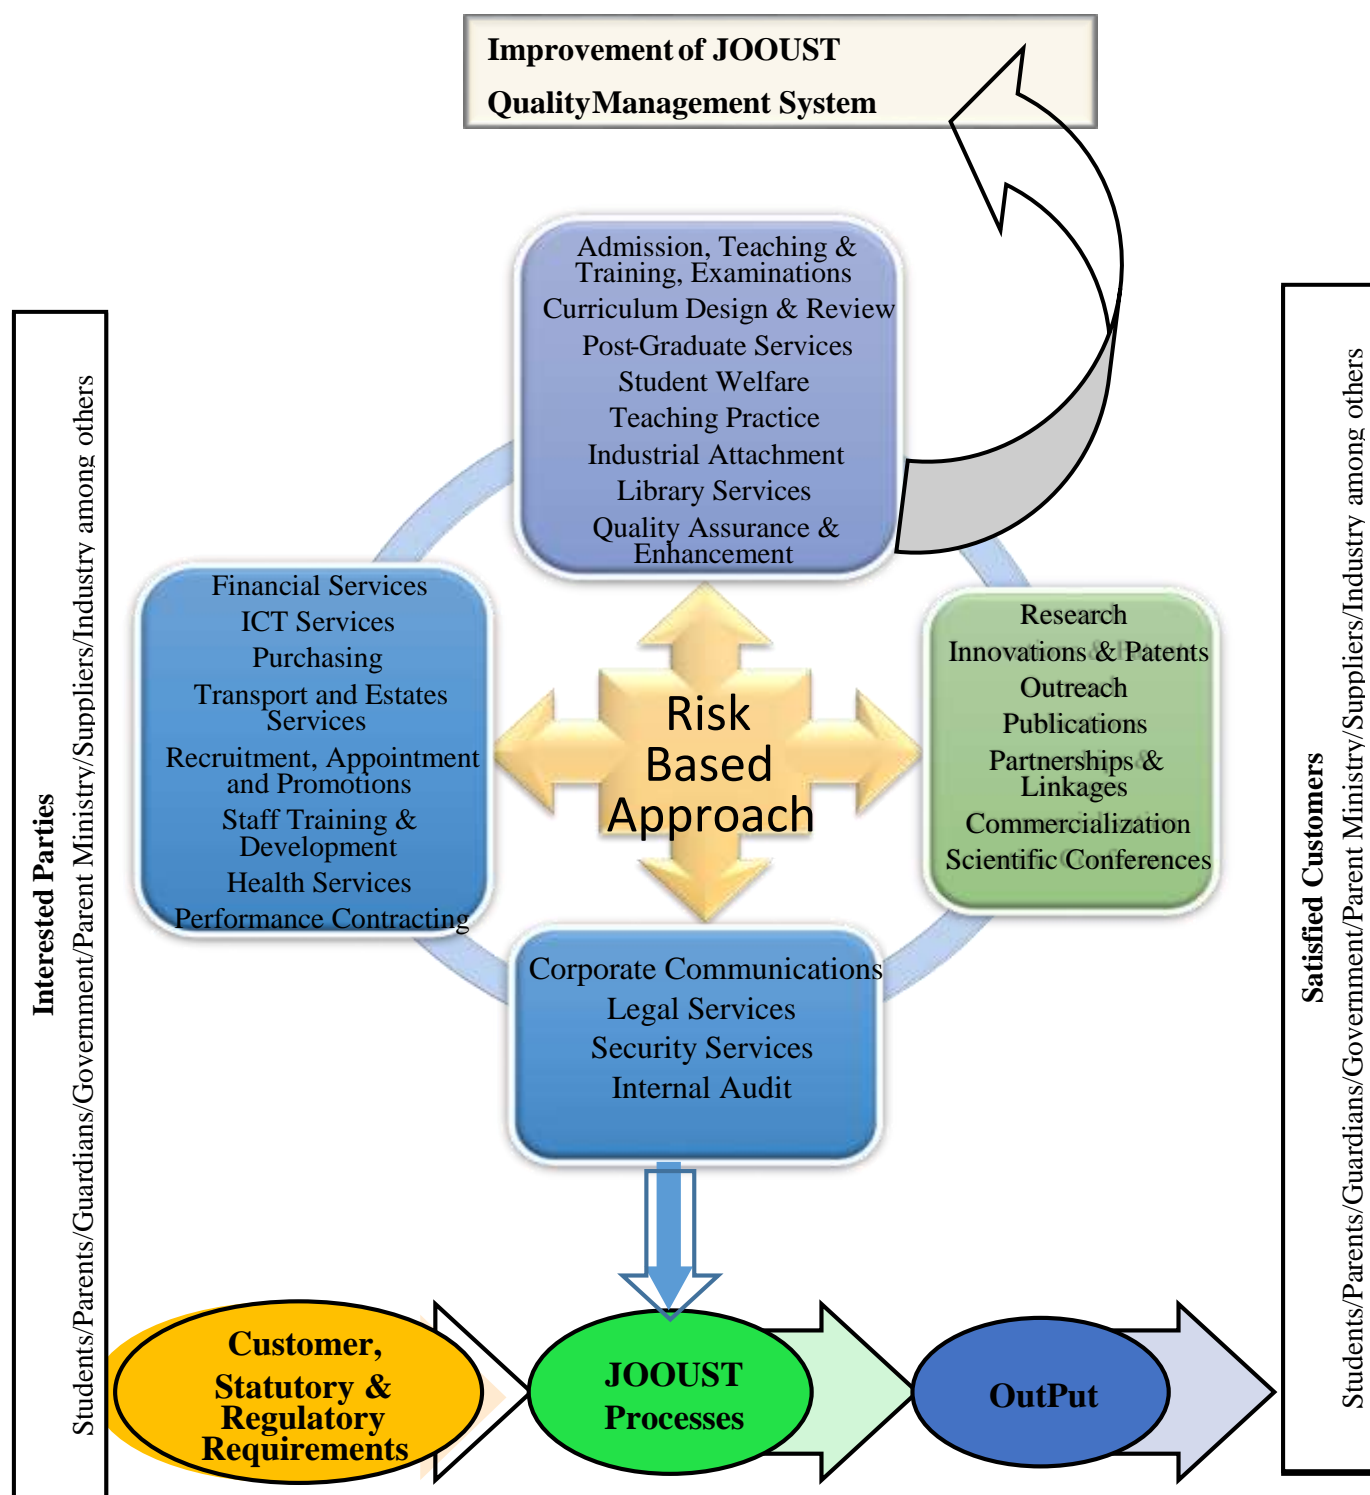 Improvement of JOOUST
Quality Management System
Admission, Teaching &
Training, Examinations
Curriculum Design & Review
Post-Graduate Services
Student Welfare
Teaching Practice
Industrial Attachment
Library Services
Quality Assurance &
Enhancement
Financial Services
ICT Services
Purchasing
Transport and Estates
Services
Recruitment, Appointment
and Promotions
Staff Training &
Development
Health Services
Performance Contracting
Risk
Based
Approach
Research
Innovations & Patents
Outreach
Publications
Partnerships &
Linkages
Commercialization
Scientific Conferences
Corporate Communications
Legal Services
Security Services
Internal Audit
Interested Parties
Students/Parents/Guardians/Government/Parent Ministry/Suppliers/Industry among others
Satisfied Customers
Students/Parents/Guardians/Government/Parent Ministry/Suppliers/Industry among others
Customer,
Statutory &
Regulatory
Requirements
JOOUST
Processes
OutPut